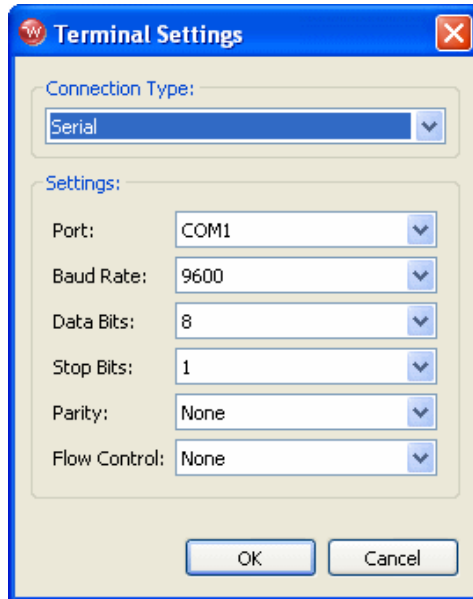 Terminal Settings
Connection Type:
Serial
Settings:
Port: COM1
Baud Rate: 9600
Data Bits: 8
Stop Bits: 1
Parity: None
Flow Control: None
OK Cancel